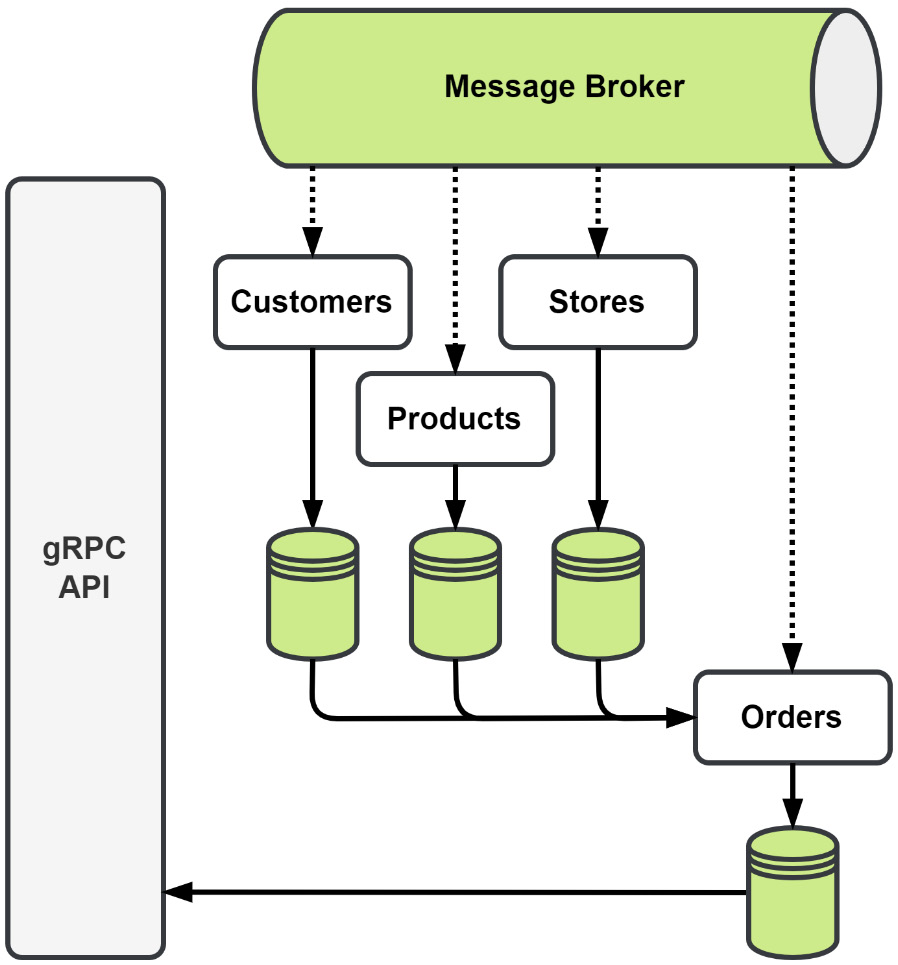 Message Broker
Customers
Stores
Products
gRPC
API
Orders